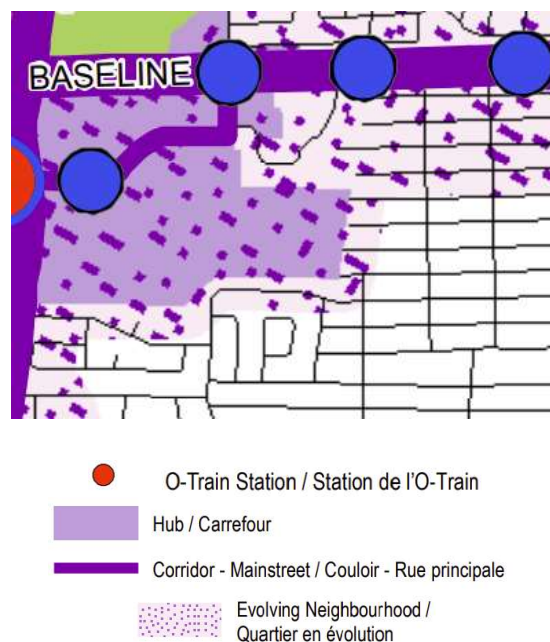 BASELINE
O-Train Station / Station de l'O-Train
Hub / Carrefour
Corridor - Mainstreet / Couloir - Rue principale
Evolving Neighbourhood /
Quartier en évolution